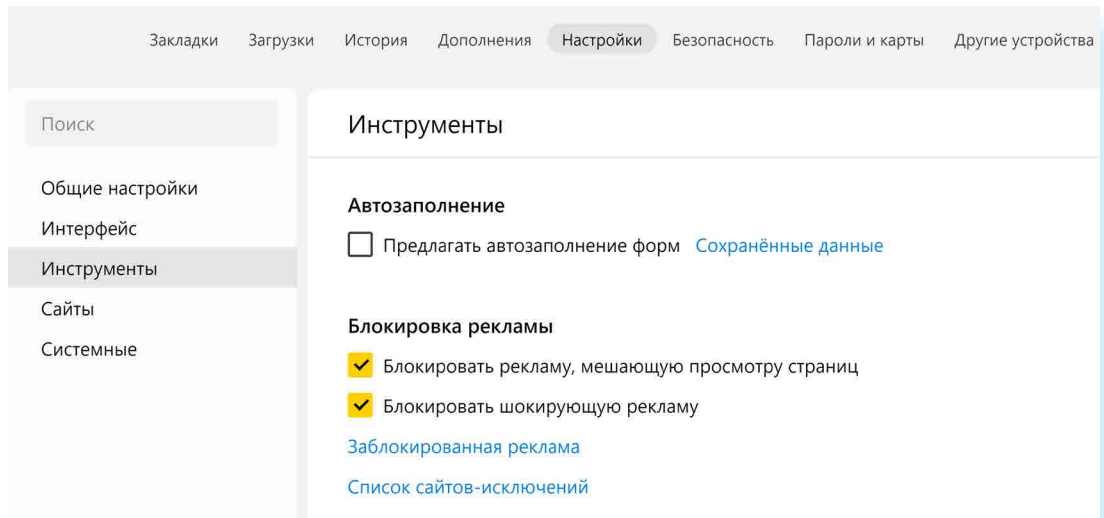 Закладки Загрузки История Дополнения Настройки Безопасность Пароли и карты Другие устройства
Поиск
Общие настройки
Интерфейс
Инструменты
Сайты
Системные
Инструменты
Автозаполнение
Предлагать автозаполнение форм Сохранённые данные
Блокировка рекламы
Блокировать рекламу, мешающую просмотру страниц
Блокировать шокирующую рекламу
Заблокированная реклама
Список сайтов-исключений